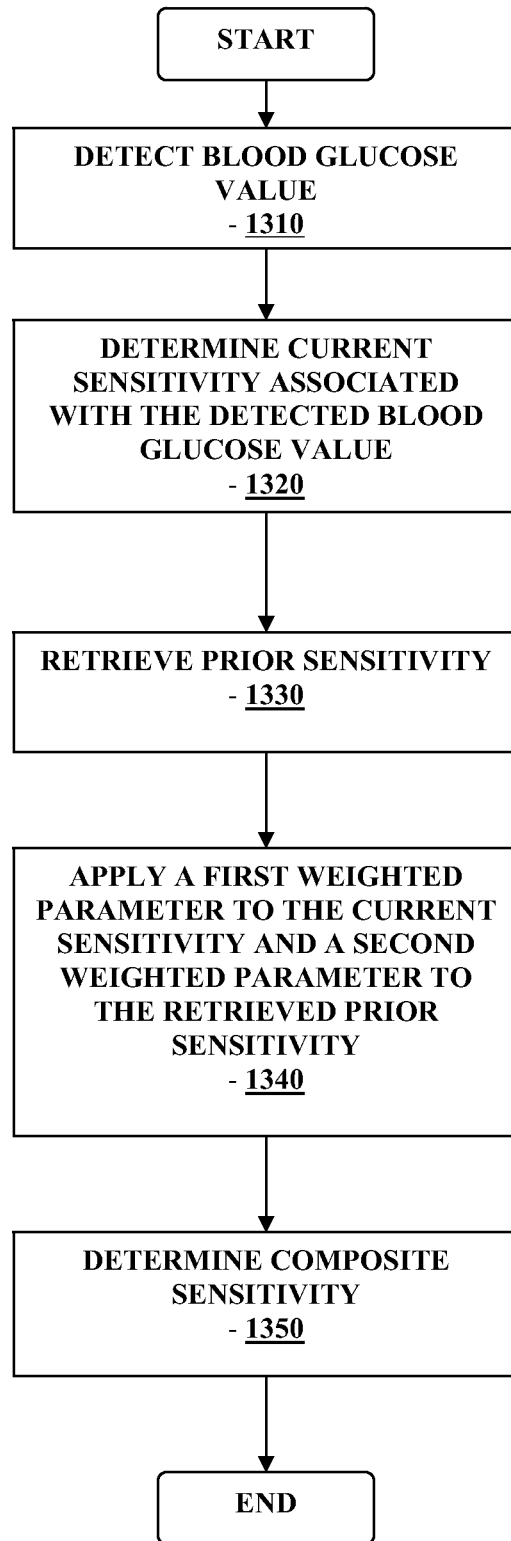 START
DETECT BLOOD GLUCOSE
VALUE
- 1310
DETERMINE CURRENT
SENSITIVITY ASSOCIATED
WITH THE DETECTED BLOOD
GLUCOSE VALUE
- 1320
RETRIEVE PRIOR SENSITIVITY
- 1330
APPLY A FIRST WEIGHTED
PARAMETER TO THE CURRENT
SENSITIVITY AND A SECOND
WEIGHTED PARAMETER TO
THE RETRIEVED PRIOR
SENSITIVITY
- 1340
DETERMINE COMPOSITE
SENSITIVITY
- 1350
END